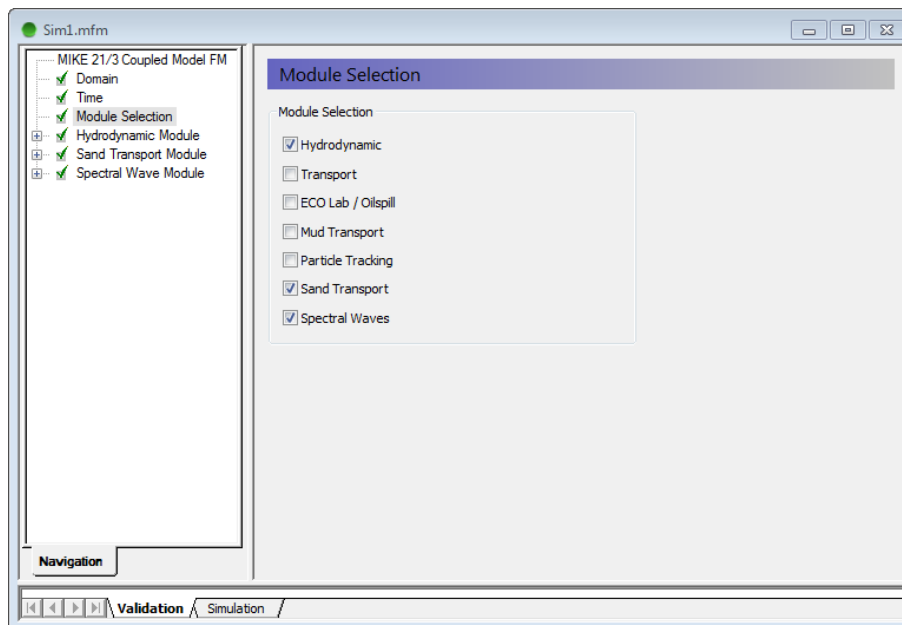 Sim1.mfm
MIKE 21/3 Coupled Model FM
Domain
Time
Module Selection
Hydrodynamic Module
Sand Transport Module
Spectral Wave Module
Navigation
Module Selection
Module Selection
Hydrodynamic
Transport
ECO Lab / Oilspill
Mud Transport
Particle Tracking
Sand Transport
Spectral Waves
Validation
Simulation